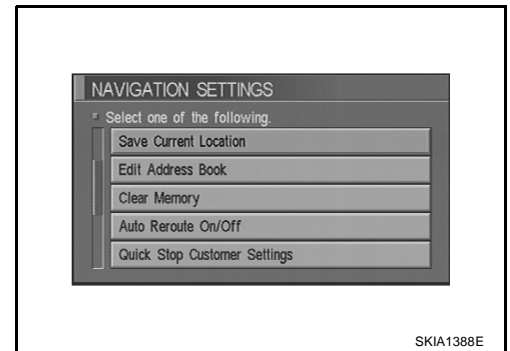 NAVIGATION SETTINGS
Select one of the following.
Save Current Location
Edit Address Book
Clear Memory
Auto Reroute On/Off
Quick Stop Customer Settings
SKIA1388E